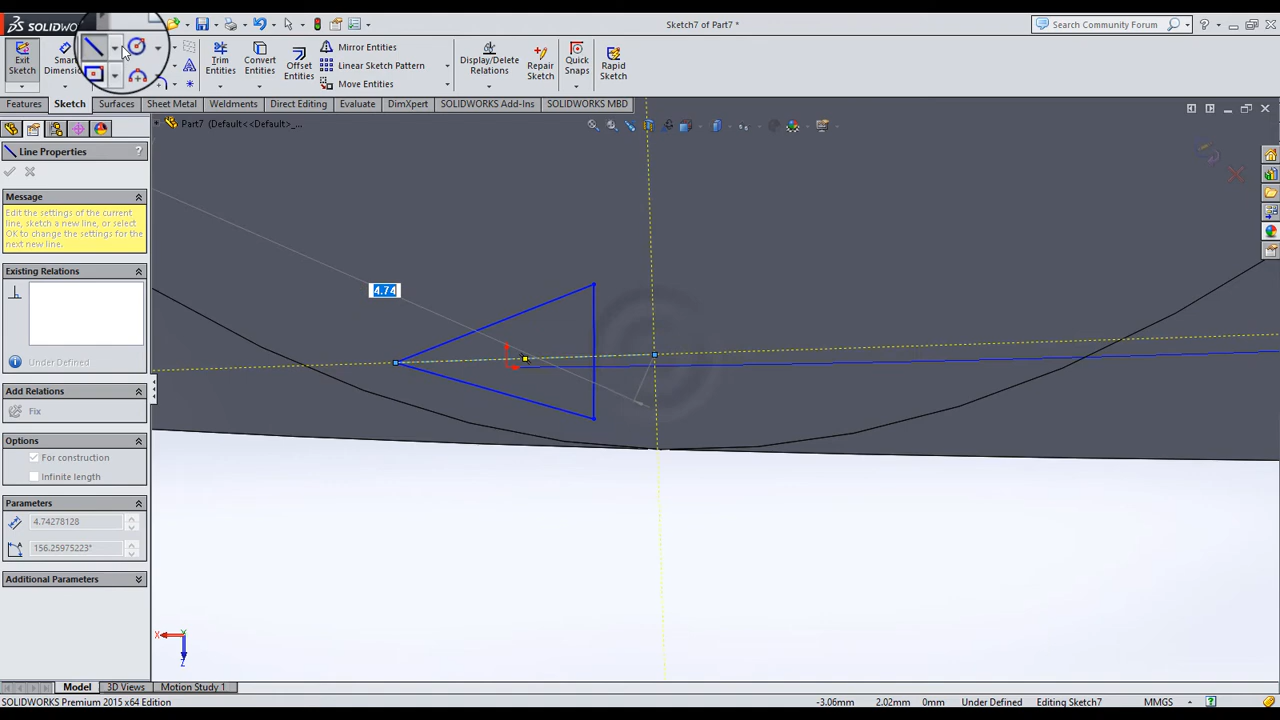 SOLIDWO
Sketch7 of Part7 *
Search Community Forum
Exit
Sketch
Smart
Dimens
Trim
Entities
Convert
Entities
Offset
Entities
Mirror Entities
Linear Sketch Pattern
Move Entities
Display/Delete
Relations
Repair
Sketch
Quick
Snaps
Rapid
Sketch
Features
Sketch
Surfaces
Sheet Metal
Weldments
Direct Editing
Evaluate
DimXpert
SOLIDWORKS Add-Ins
SOLIDWORKS MBD
Part7 (Default<<Default>_...
Line Properties
?
Message
Edit the settings of the current
line, sketch a new line, or select
OK to change the settings for the
next new line.
Existing Relations
Under Defined
Add Relations
Fix
Options
For construction
Infinite length
Parameters
4.74278128
156.25975223°
Additional Parameters
4.74
X
Y
Z
Model
3D Views
Motion Study 1
SOLIDWORKS Premium 2015 x64 Edition
-3.06mm
2.02mm
0mm
Under Defined
Editing Sketch7
MMGS